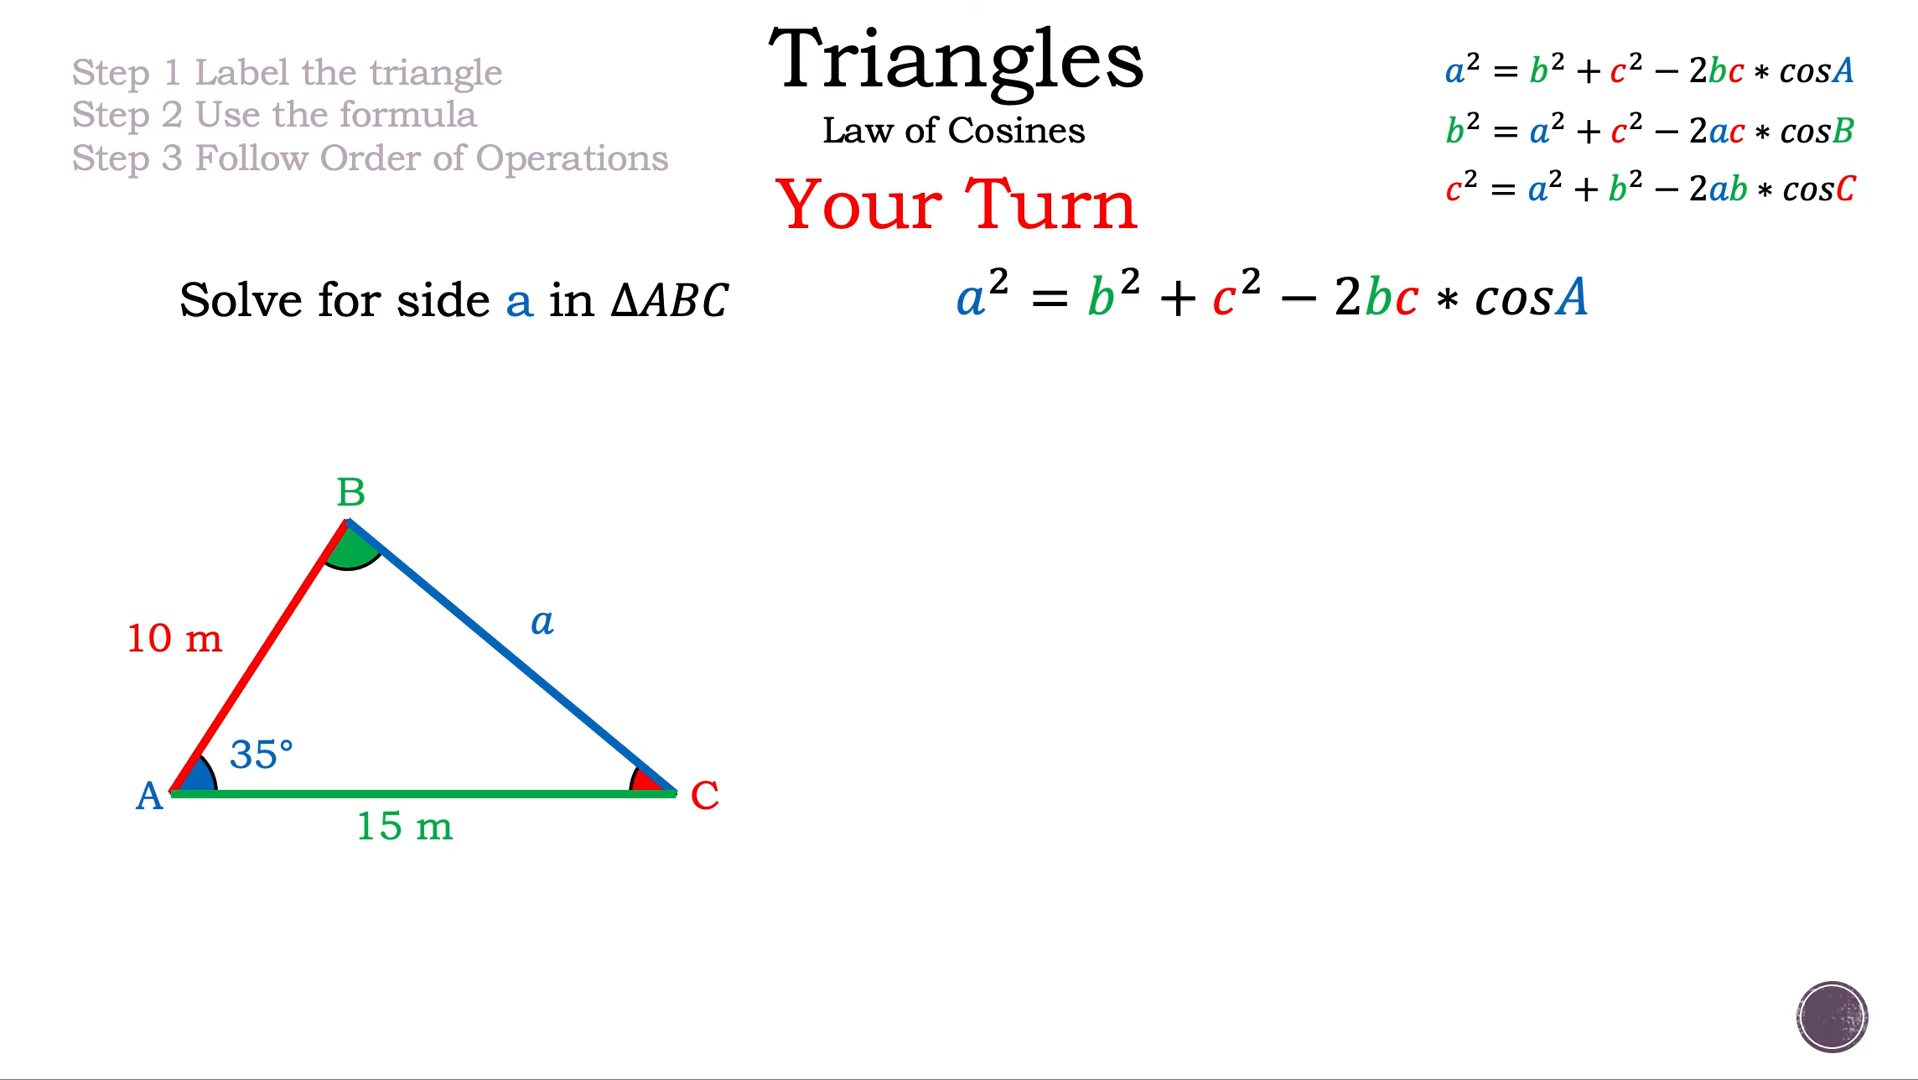 Triangles
Law of Cosines
Your Turn
Step 1 Label the triangle
Step 2 Use the formula
Step 3 Follow Order of Operations
a² = b² + c² − 2bc ∗ cosA
b² = a² + c² − 2ac ∗ cosB
c² = a² + b² − 2ab ∗ cosC
Solve for side a in ΔABC
a² = b² + c² − 2bc ∗ cosA
B
10 m
a
35°
A
C
15 m